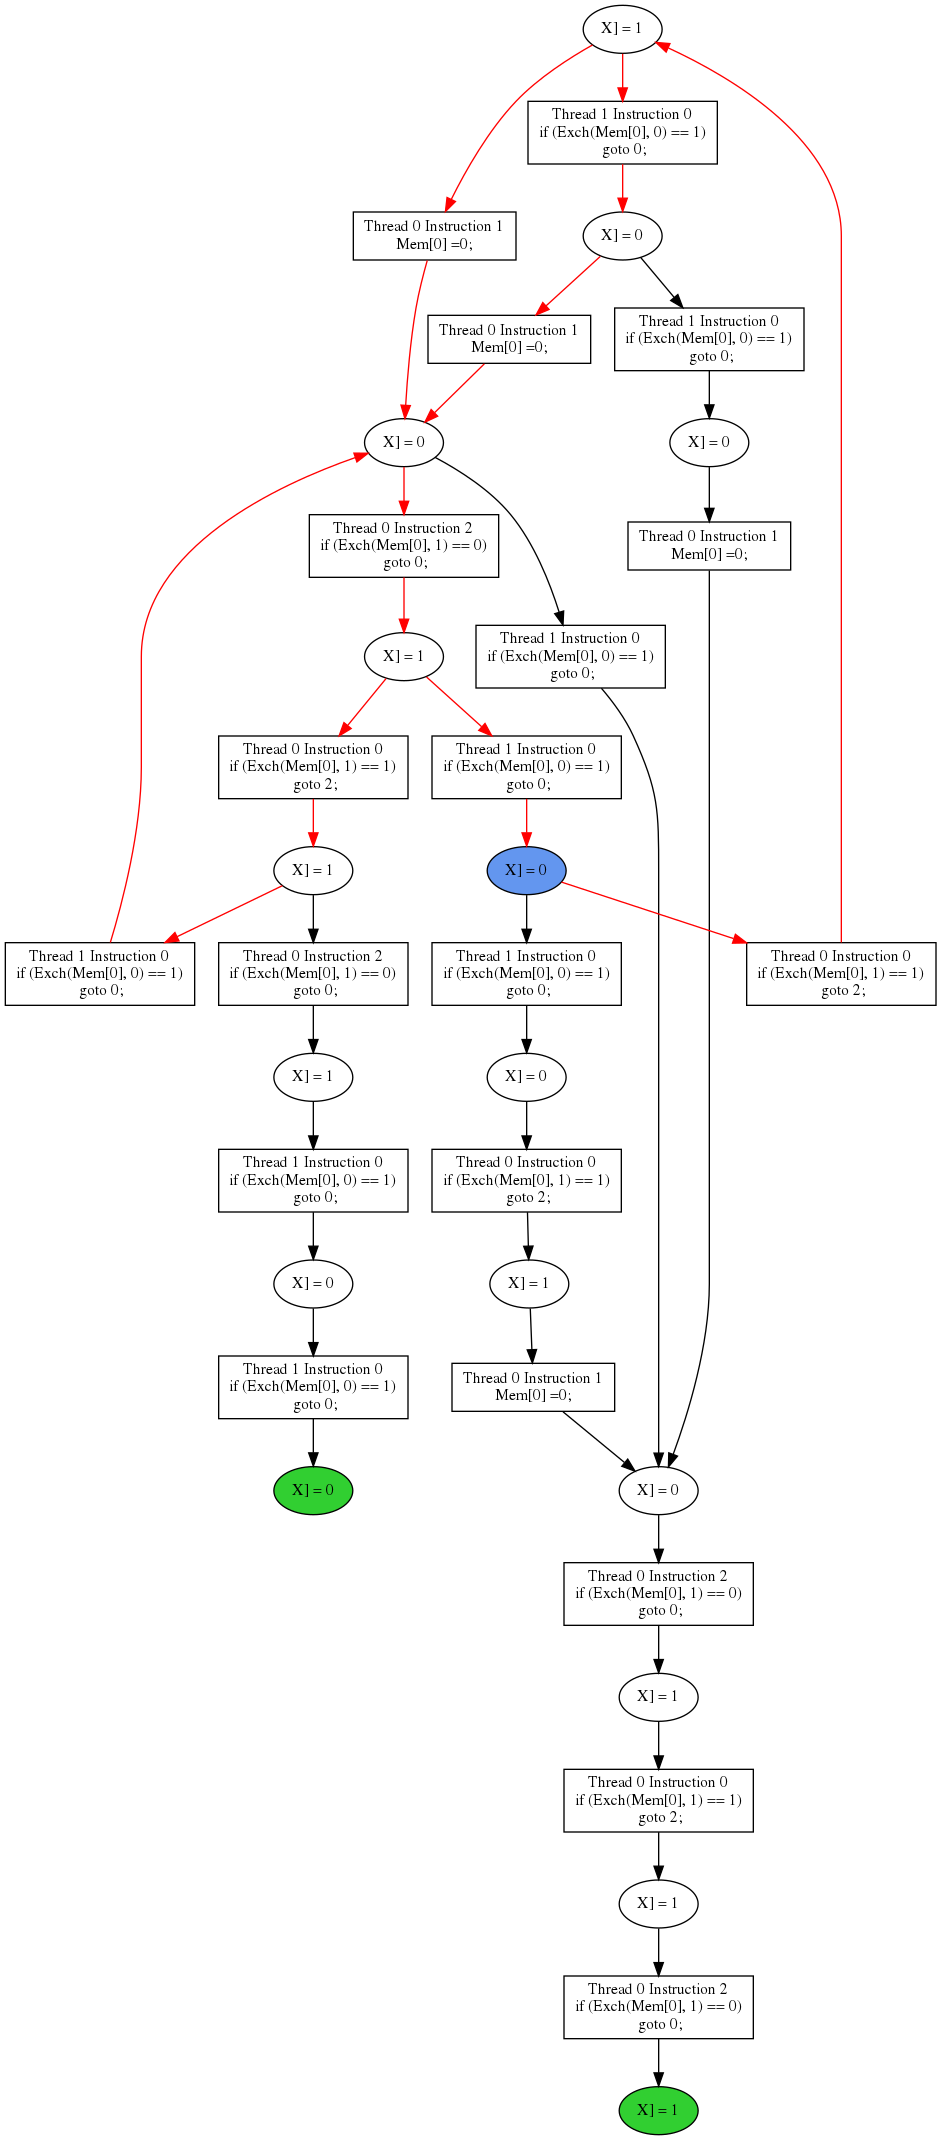 X] = 1
Thread 1 Instruction 0
if (Exch(Mem[0], 0) == 1)
goto 0;
Thread 0 Instruction 1
Mem[0] =0;
X] = 0
Thread 0 Instruction 1
Mem[0] =0;
Thread 1 Instruction 0
if (Exch(Mem[0], 0) == 1)
goto 0;
X] = 0
X] = 0
Thread 0 Instruction 2
if (Exch(Mem[0], 1) == 0)
goto 0;
Thread 0 Instruction 1
Mem[0] =0;
X] = 1
Thread 1 Instruction 0
if (Exch(Mem[0], 0) == 1)
goto 0;
Thread 0 Instruction 0
if (Exch(Mem[0], 1) == 1)
goto 2;
Thread 1 Instruction 0
if (Exch(Mem[0], 0) == 1)
goto 0;
X] = 1
X] = 0
Thread 1 Instruction 0
if (Exch(Mem[0], 0) == 1)
goto 0;
Thread 0 Instruction 2
if (Exch(Mem[0], 1) == 0)
goto 0;
Thread 1 Instruction 0
if (Exch(Mem[0], 0) == 1)
goto 0;
Thread 0 Instruction 0
if (Exch(Mem[0], 1) == 1)
goto 2;
X] = 1
X] = 0
Thread 1 Instruction 0
if (Exch(Mem[0], 0) == 1)
goto 0;
Thread 0 Instruction 0
if (Exch(Mem[0], 1) == 1)
goto 2;
X] = 0
X] = 1
Thread 1 Instruction 0
if (Exch(Mem[0], 0) == 1)
goto 0;
Thread 0 Instruction 1
Mem[0] =0;
X] = 0
X] = 0
Thread 0 Instruction 2
if (Exch(Mem[0], 1) == 0)
goto 0;
X] = 1
Thread 0 Instruction 0
if (Exch(Mem[0], 1) == 1)
goto 2;
X] = 1
Thread 0 Instruction 2
if (Exch(Mem[0], 1) == 0)
goto 0;
X] = 1